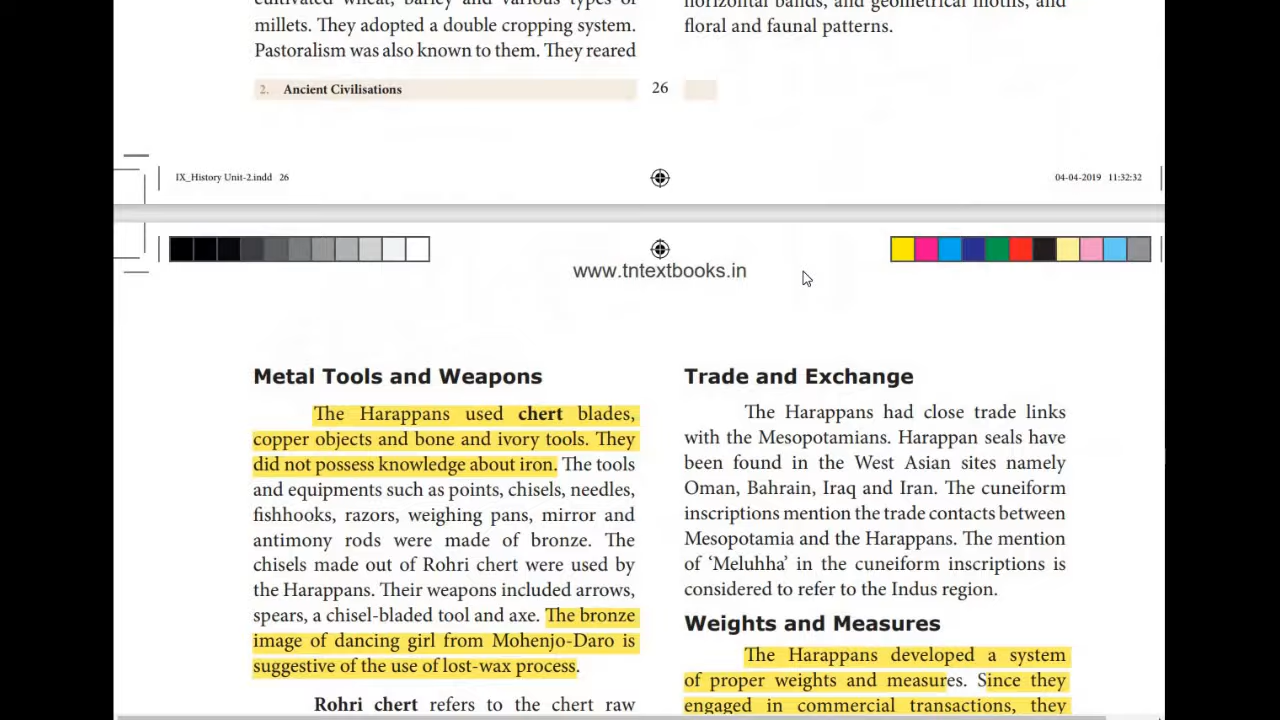 cultivated wheat, barley and various types of
millets. They adopted a double cropping system.
Pastoralism was also known to them. They reared
horizontal bands, and geometrical motifs, and
floral and faunal patterns.
2. Ancient Civilisations
26
IX_History Unit-2.indd 26
04-04-2019 11:32:32
www.tntextbooks.in
Metal Tools and Weapons
The Harappans used chert blades,
copper objects and bone and ivory tools. They
did not possess knowledge about iron. The tools
and equipments such as points, chisels, needles,
fishhooks, razors, weighing pans, mirror and
antimony rods were made of bronze. The
chisels made out of Rohri chert were used by
the Harappans. Their weapons included arrows,
spears, a chisel-bladed tool and axe. The bronze
image of dancing girl from Mohenjo-Daro is
suggestive of the use of lost-wax process.
Rohri chert refers to the chert raw
Trade and Exchange
The Harappans had close trade links
with the Mesopotamians. Harappan seals have
been found in the West Asian sites namely
Oman, Bahrain, Iraq and Iran. The cuneiform
inscriptions mention the trade contacts between
Mesopotamia and the Harappans. The mention
of ‘Meluhha’ in the cuneiform inscriptions is
considered to refer to the Indus region.
Weights and Measures
The Harappans developed a system
of proper weights and measures. Since they
engaged in commercial transactions, they